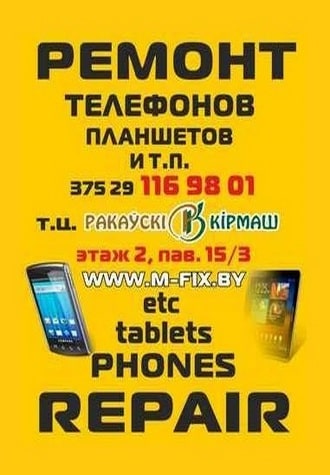 РЕМОНТ
ТЕЛЕФОНОВ
ПЛАНШЕТОВ
И Т.П.
375 29 116 98 01
Т.Ц. РАКАЎСКІ КІРМАШ
этаж 2, пав. 15/3
WWW.M-FIX.BY
etc
tablets
PHONES
REPAIR